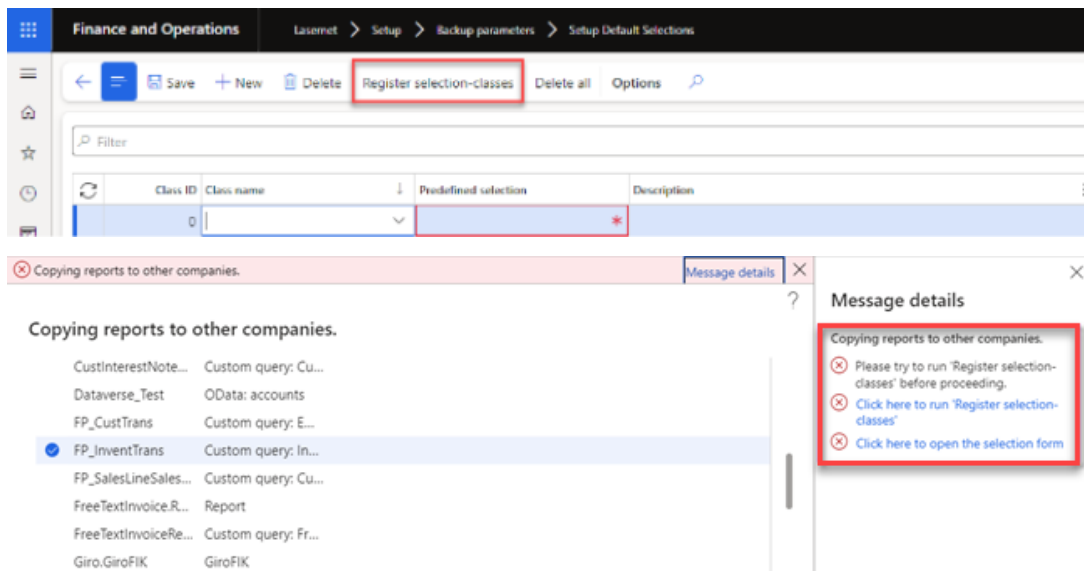 Finance and Operations Lasernet > Setup > Backup parameters > Setup Default Selections
Save + New Delete Register selection-classes Delete all Options
Filter
Class ID Class name ↓ Predefined selection Description
0 *
Copying reports to other companies. Message details
?
Message details
Copying reports to other companies.
CustInterestNote... Custom query: Cu...
Dataverse_Test OData: accounts
FP_CustTrans Custom query: E...
FP_InventTrans Custom query: In...
FP_SalesLineSales... Custom query: Cu...
FreeTextInvoice.R... Report
FreeTextInvoiceRe... Custom query: Fr...
Giro.GiroFIK GiroFIK
Copying reports to other companies.
Please try to run 'Register selection-
classes' before proceeding.
Click here to run 'Register selection-
classes'
Click here to open the selection form